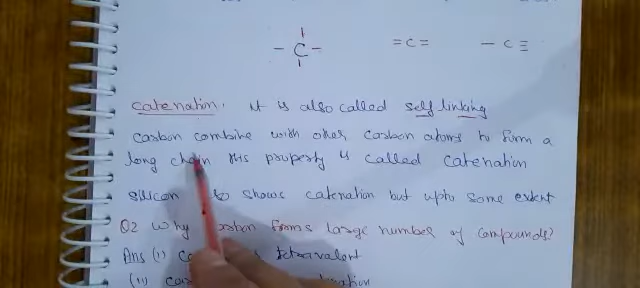 - C -
= C =
- C ≡
Catenation. it is also called self linking
Carbon combine with other Carbon atoms to form a
long chain this property is called Catenation
silicon shows catenation but upto some extent
Q2 Why Carbon forms large number of Compounds?
Ans (i) is tetravalent
(ii)